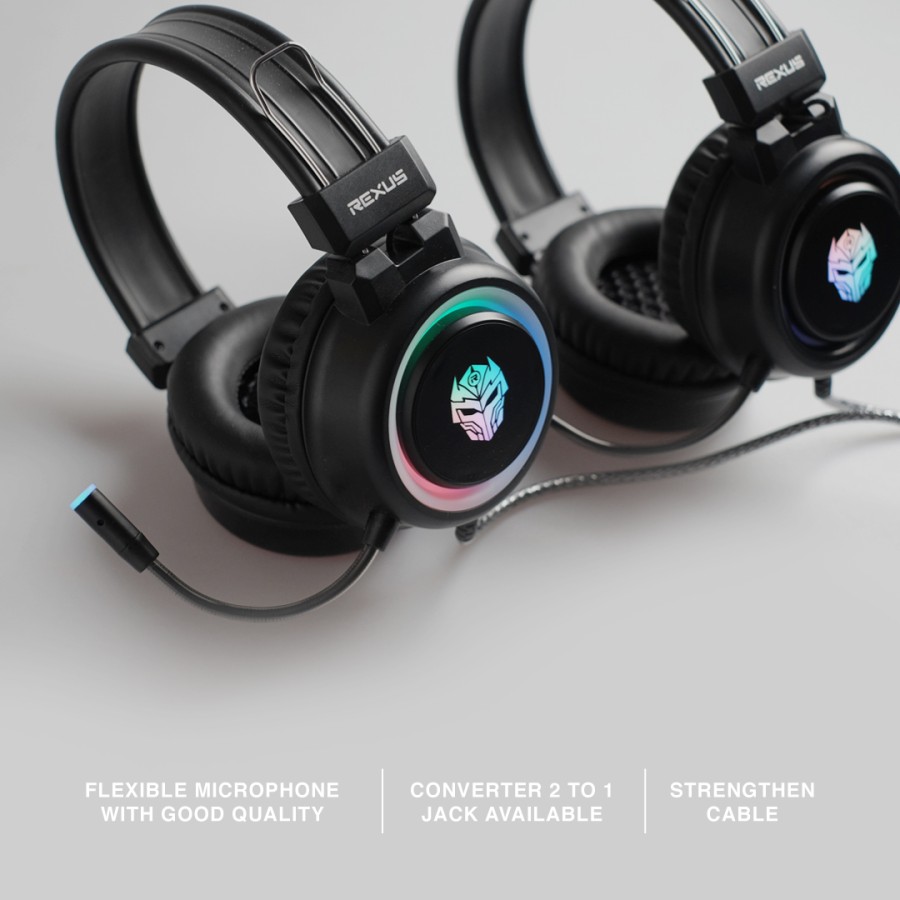 REXUS
REXUS
FLEXIBLE MICROPHONE
WITH GOOD QUALITY
CONVERTER 2 TO 1
JACK AVAILABLE
STRENGTHEN
CABLE